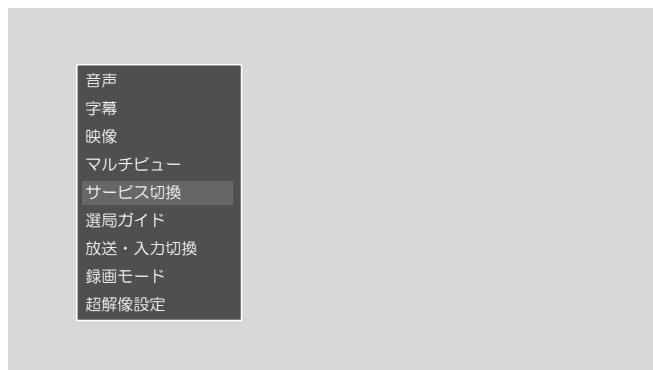 音声
字幕
映像
マルチビュー
サービス切換
選局ガイド
放送・入力切換
録画モード
超解像設定